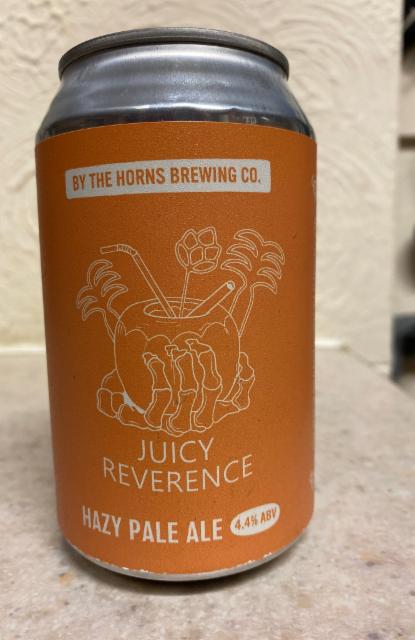 BY THE HORNS BREWING CO.
JUICY
REVERENCE
HAZY PALE ALE 4.4% ABV